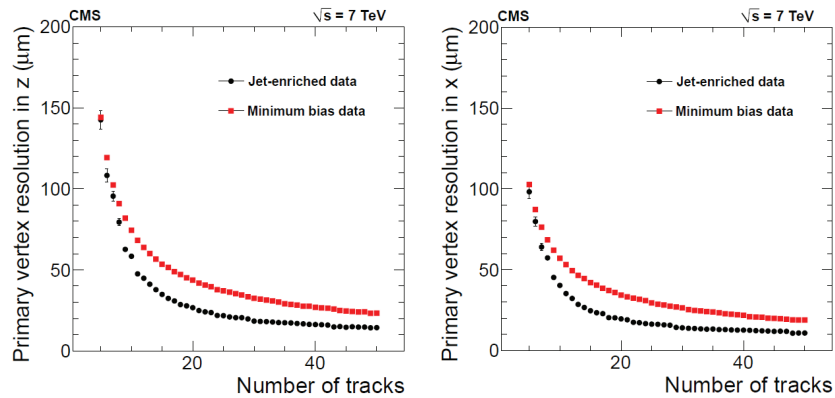 CMS
√s = 7 TeV
Primary vertex resolution in z (μm)
200
150
100
50
0
Jet-enriched data
Minimum bias data
20
40
Number of tracks
CMS
√s = 7 TeV
Primary vertex resolution in x (μm)
200
150
100
50
0
Jet-enriched data
Minimum bias data
20
40
Number of tracks